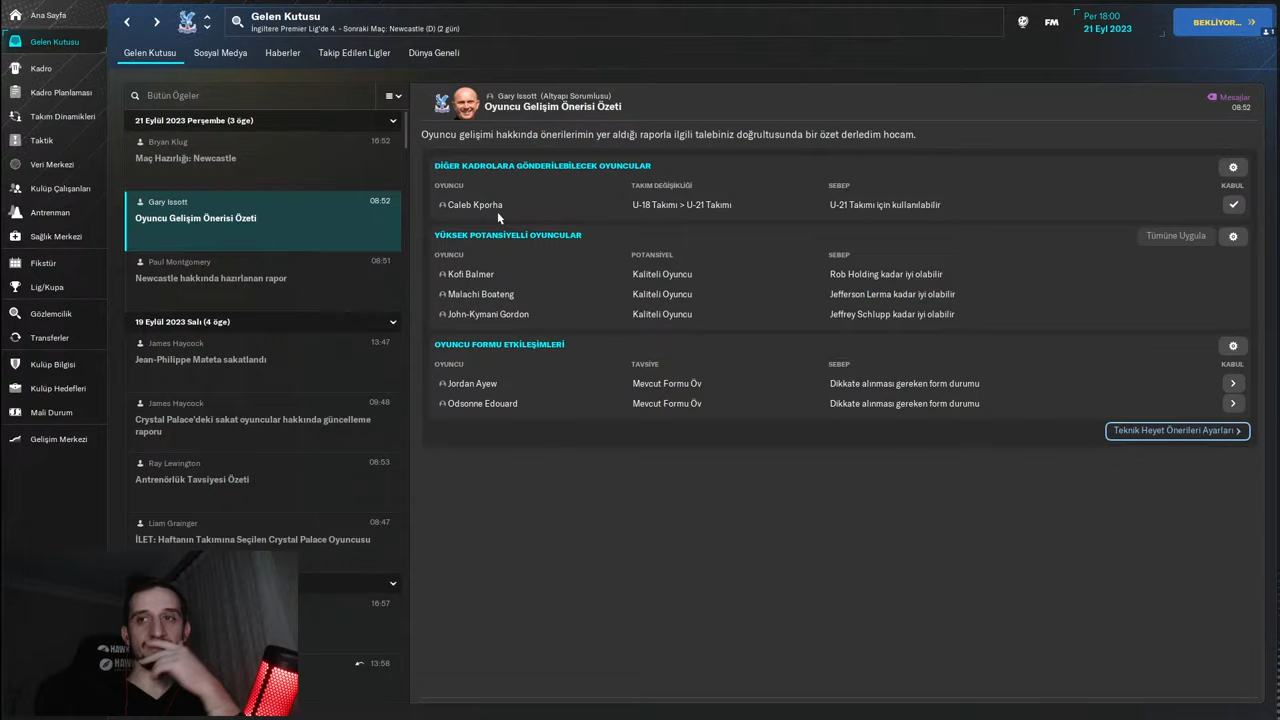 Ana Sayfa
Gelen Kutusu
Kadro
Kadro Planlaması
Takım Dinamikleri
Taktik
Veri Merkezi
Kulüp Çalışanları
Antrenman
Sağlık Merkezi
Fikstür
Lig/Kupa
Gözlemcilik
Transferler
Kulüp Bilgisi
Kulüp Hedefleri
Mali Durum
Gelişim Merkezi
Gelen Kutusu
İngiltere Premier Lig'de 4. - Sonraki Maç: Newcastle (D) (2 gün)
FM
Per 18:00
21 Eyl 2023
BEKLİYOR...
1
Gelen Kutusu Sosyal Medya Haberler Takip Edilen Ligler Dünya Geneli
Bütün Ögeler
21 Eylül 2023 Perşembe (3 öge)
Bryan Klug 16:52
Maç Hazırlığı: Newcastle
Gary Issott 08:52
Oyuncu Gelişim Önerisi Özeti
Paul Montgomery 08:51
Newcastle hakkında hazırlanan rapor
19 Eylül 2023 Salı (4 öge)
James Haycock 13:47
Jean-Philippe Mateta sakatlandı
James Haycock 09:48
Crystal Palace'deki sakat oyuncular hakkında güncelleme
raporu
Ray Lewington 08:53
Antrenörlük Tavsiyesi Özeti
Liam Grainger 08:47
İLET: Haftanın Takımına Seçilen Crystal Palace Oyuncusu
16:57
13:58
Gary Issott (Altyapı Sorumlusu)
Oyuncu Gelişim Önerisi Özeti
Mesajlar
08:52
Oyuncu gelişimi hakkında önerilerimin yer aldığı raporla ilgili talebiniz doğrultusunda bir özet derledim hocam.
DİĞER KADROLARA GÖNDERİLEBİLECEK OYUNCULAR
OYUNCU TAKIM DEĞİŞİKLİĞİ SEBEP KABUL
Caleb Kporha U-18 Takımı > U-21 Takımı U-21 Takımı için kullanılabilir
YÜKSEK POTANSİYELLİ OYUNCULAR Tümüne Uygula
OYUNCU POTANSİYEL SEBEP
Kofi Balmer Kaliteli Oyuncu Rob Holding kadar iyi olabilir
Malachi Boateng Kaliteli Oyuncu Jefferson Lerma kadar iyi olabilir
John-Kymani Gordon Kaliteli Oyuncu Jeffrey Schlupp kadar iyi olabilir
OYUNCU FORMU ETKİLEŞİMLERİ
OYUNCU TAVSİYE SEBEP KABUL
Jordan Ayew Mevcut Formu Öv Dikkate alınması gereken form durumu
Odsonne Edouard Mevcut Formu Öv Dikkate alınması gereken form durumu
Teknik Heyet Önerileri Ayarları
HAWK
HAWK